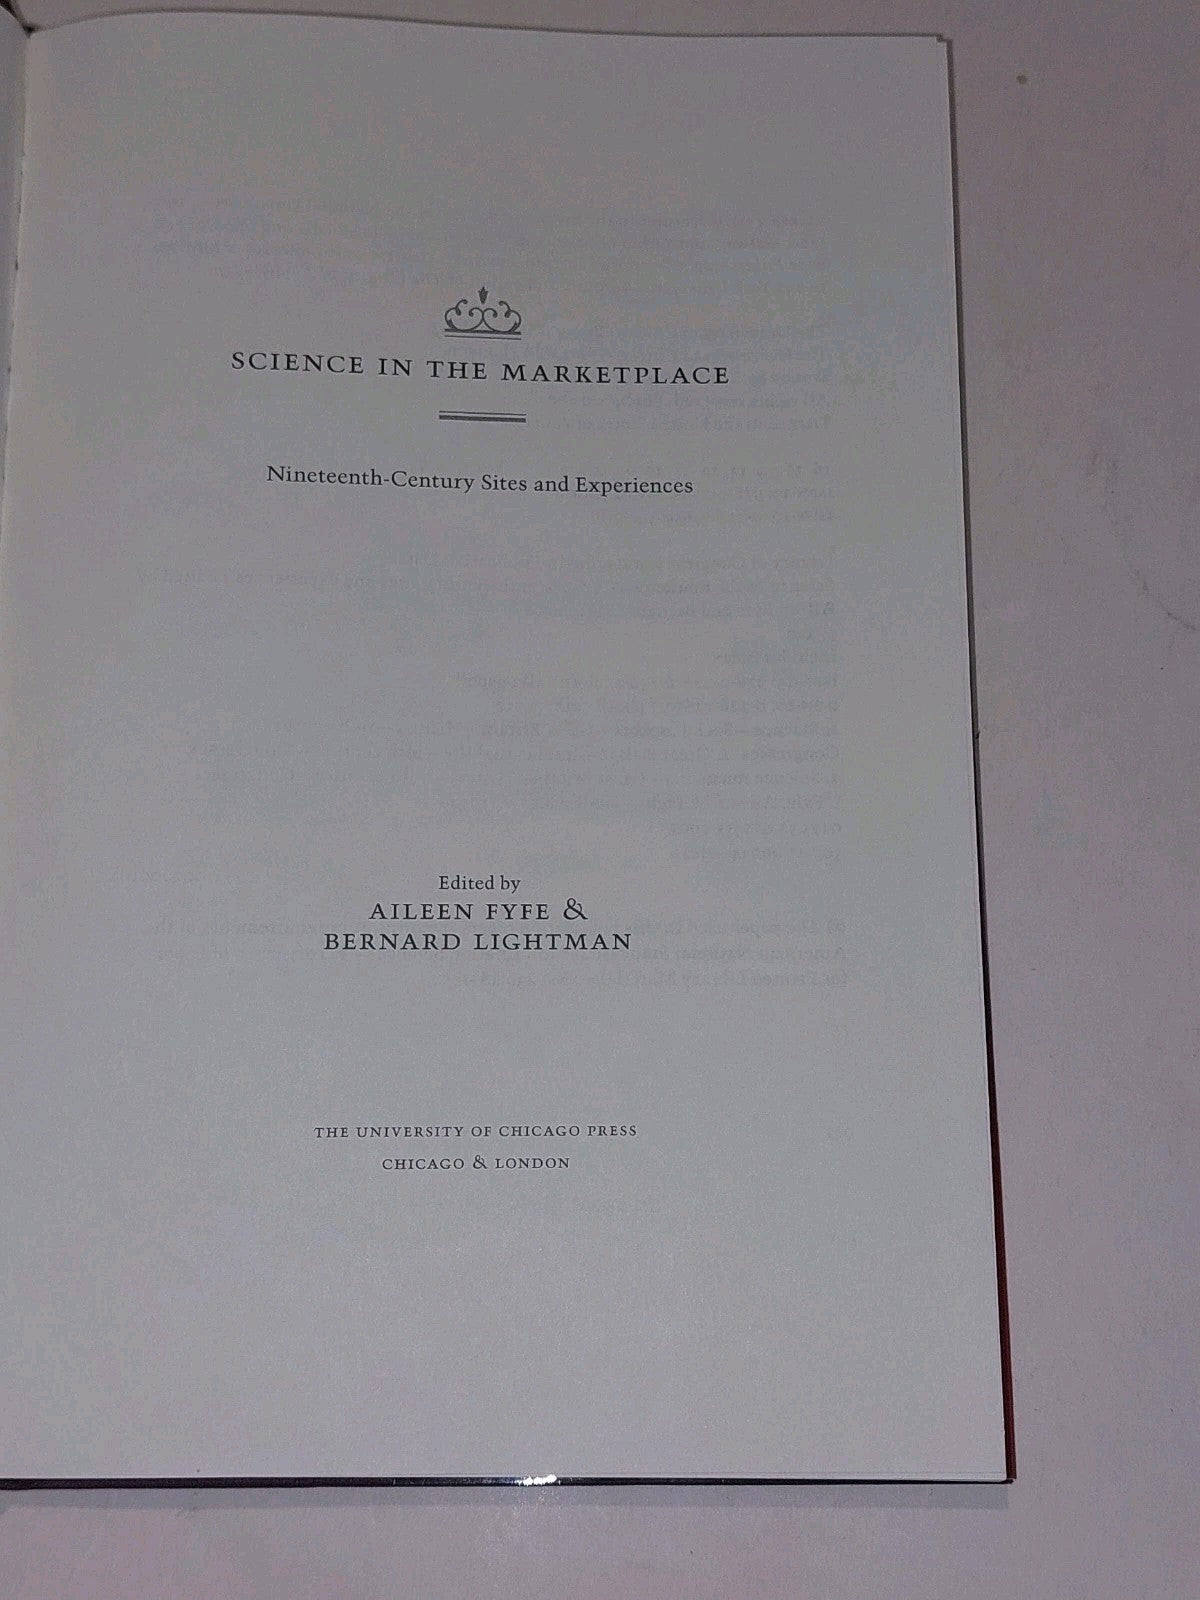 SCIENCE IN THE MARKETPLACE
Nineteenth-Century Sites and Experiences
Edited by
AILEEN FYFE &
BERNARD LIGHTMAN
THE UNIVERSITY OF CHICAGO PRESS
CHICAGO & LONDON